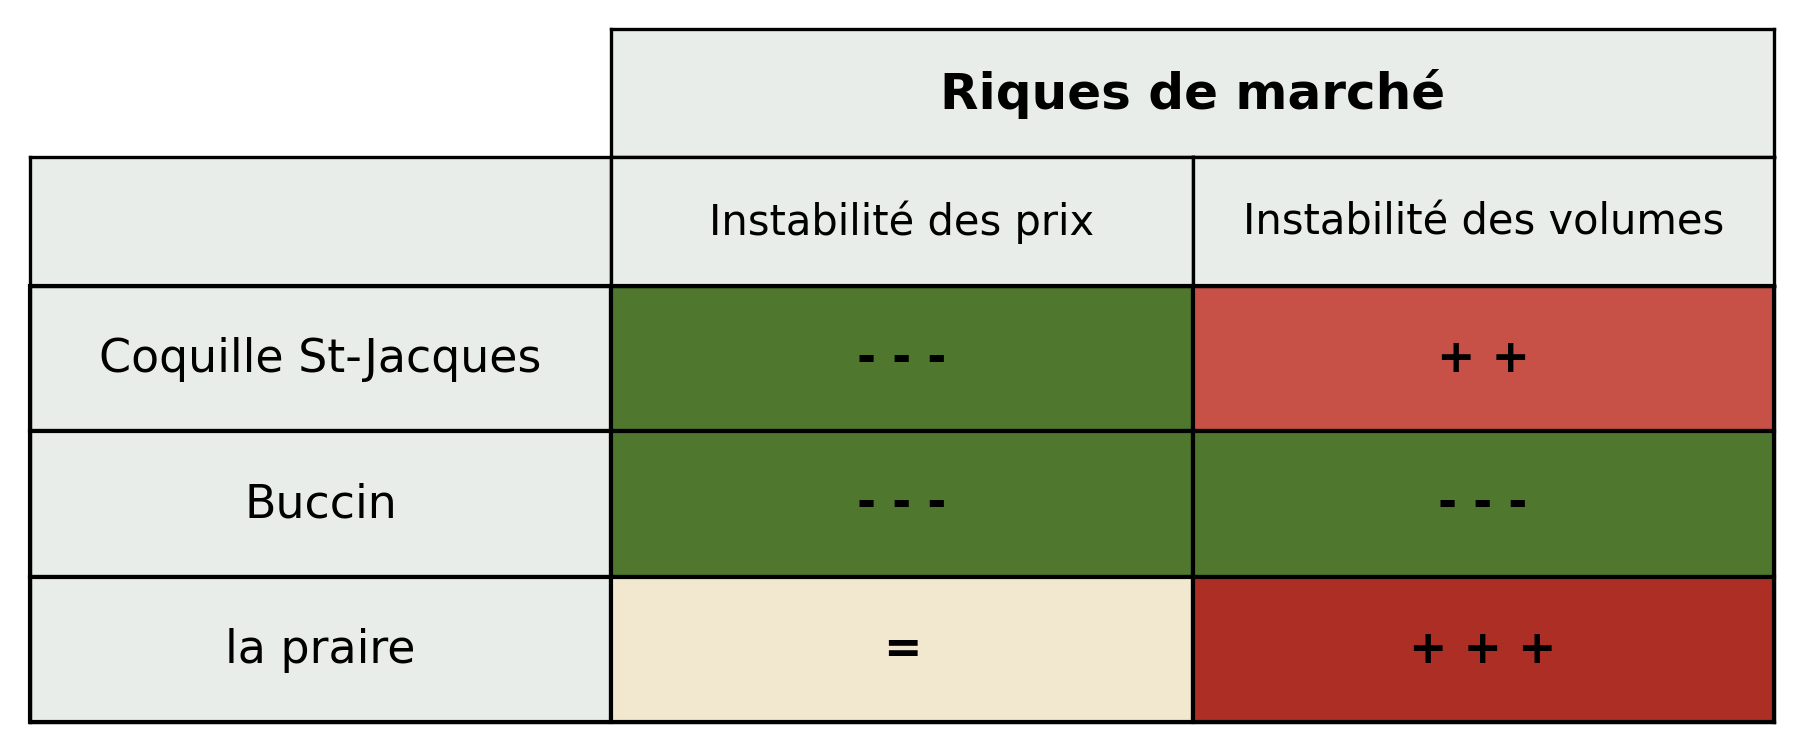 Riques de marché
Instabilité des prix
Instabilité des volumes
Coquille St-Jacques
- - -
+ +
Buccin
- - -
- - -
la praire
=
+ + +